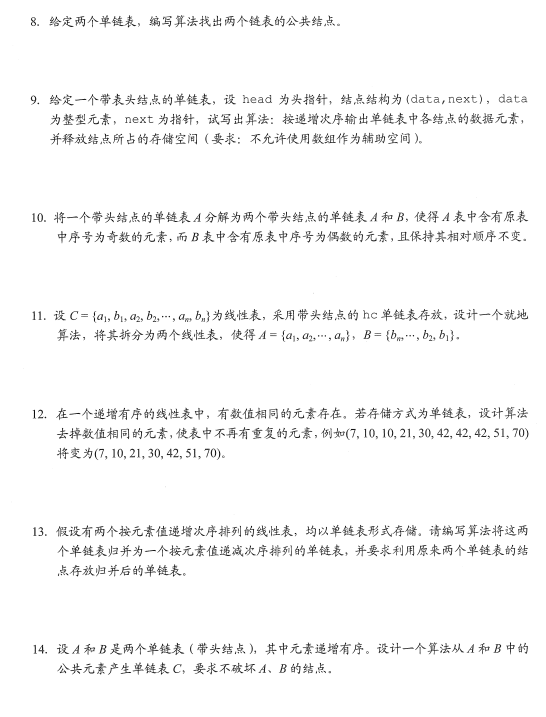 8. 给定两个单链表，编写算法找出两个链表的公共结点。
9. 给定一个带表头结点的单链表，设 head 为头指针，结点结构为(data,next)，data
为整型元素，next 为指针，试写出算法：按递增次序输出单链表中各结点的数据元素，
并释放结点所占的存储空间（要求：不允许使用数组作为辅助空间）。
10. 将一个带头结点的单链表 A 分解为两个带头结点的单链表 A 和 B，使得 A 表中含有原表
中序号为奇数的元素，而 B 表中含有原表中序号为偶数的元素，且保持其相对顺序不变。
11. 设 C = {a₁, b₁, a₂, b₂,⋯, aₙ, bₙ}为线性表，采用带头结点的 hc 单链表存放，设计一个就地
算法，将其拆分为两个线性表，使得 A = {a₁, a₂,⋯, aₙ}，B = {bₙ,⋯, b₂, b₁}。
12. 在一个递增有序的线性表中，有数值相同的元素存在。若存储方式为单链表，设计算法
去掉数值相同的元素，使表中不再有重复的元素，例如(7, 10, 10, 21, 30, 42, 42, 42, 51, 70)
将变为(7, 10, 21, 30, 42, 51, 70)。
13. 假设有两个按元素值递增次序排列的线性表，均以单链表形式存储。请编写算法将这两
个单链表归并为一个按元素值递减次序排列的单链表，并要求利用原来两个单链表的结
点存放归并后的单链表。
14. 设 A 和 B 是两个单链表（带头结点），其中元素递增有序。设计一个算法从 A 和 B 中的
公共元素产生单链表 C，要求不破坏 A、B 的结点。